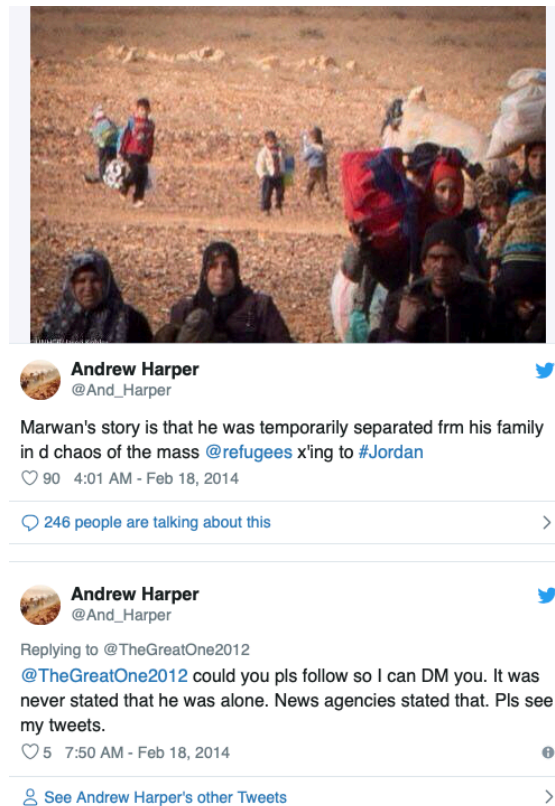 Andrew Harper
@And_Harper
Marwan's story is that he was temporarily separated frm his family
in d chaos of the mass @refugees x'ing to #Jordan
90 4:01 AM - Feb 18, 2014
246 people are talking about this
Andrew Harper
@And_Harper
Replying to @TheGreatOne2012
@TheGreatOne2012 could you pls follow so I can DM you. It was
never stated that he was alone. News agencies stated that. Pls see
my tweets.
5 7:50 AM - Feb 18, 2014
See Andrew Harper's other Tweets